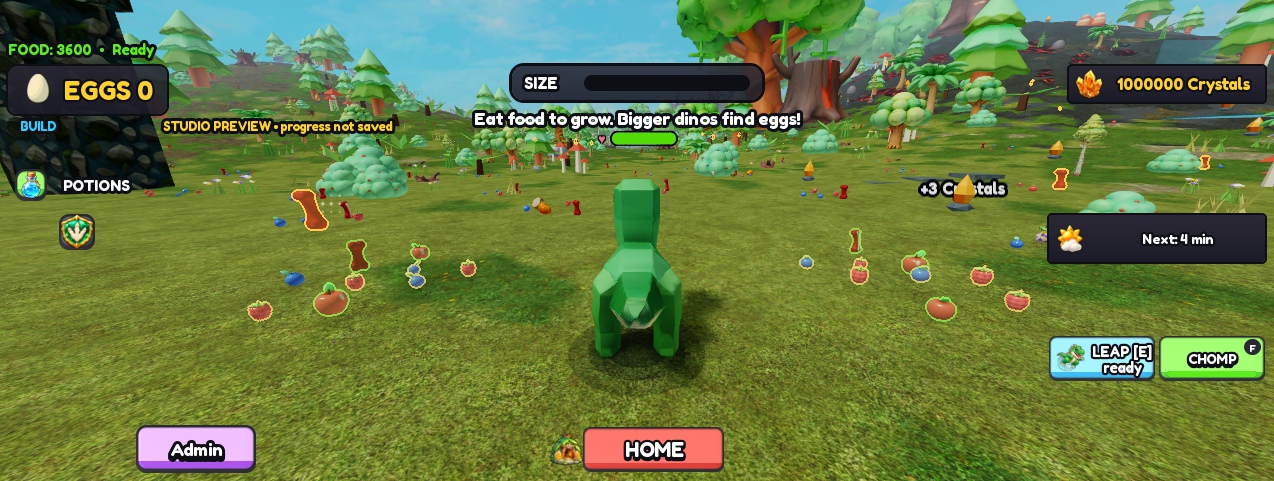 FOOD: 3600 • Ready
EGGS 0
SIZE
1000000 Crystals
BUILD
STUDIO PREVIEW • progress not saved
Eat food to grow. Bigger dinos find eggs!
POTIONS
+3 Crystals
Next: 4 min
LEAP [E]
ready
CHOMP
F
Admin
HOME